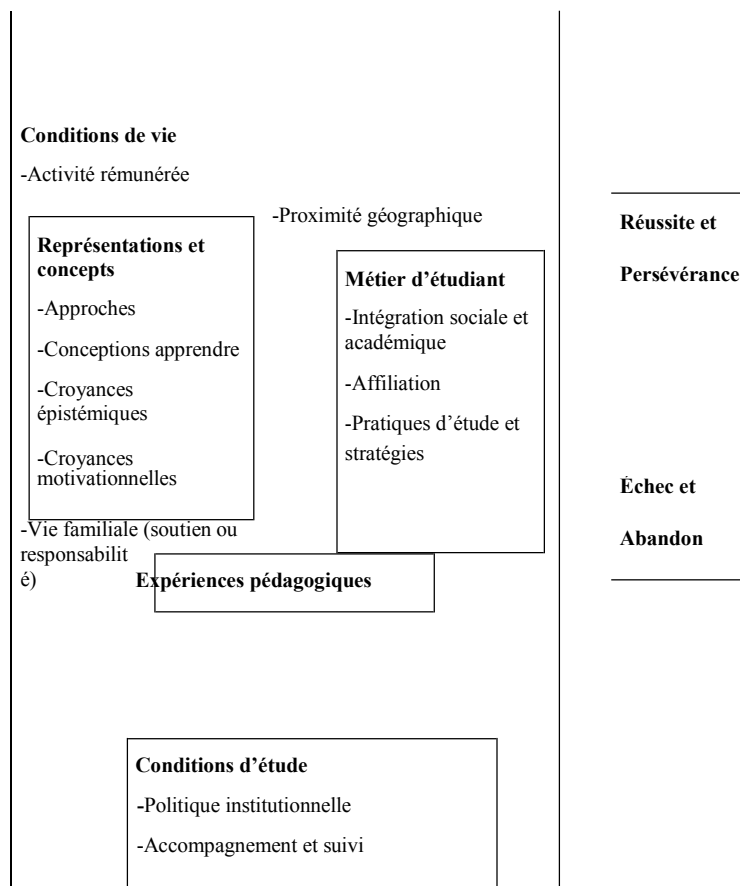 Conditions de vie
-Activité rémunérée
-Proximité géographique
Représentations et
concepts
-Approches
-Conceptions apprendre
-Croyances
épistémiques
-Croyances
motivationnelles
Métier d’étudiant
-Intégration sociale et
académique
-Affiliation
-Pratiques d’étude et
stratégies
-Vie familiale (soutien ou
responsabilit
é)
Expériences pédagogiques
Conditions d’étude
-Politique institutionnelle
-Accompagnement et suivi
Réussite et
Persévérance
Échec et
Abandon